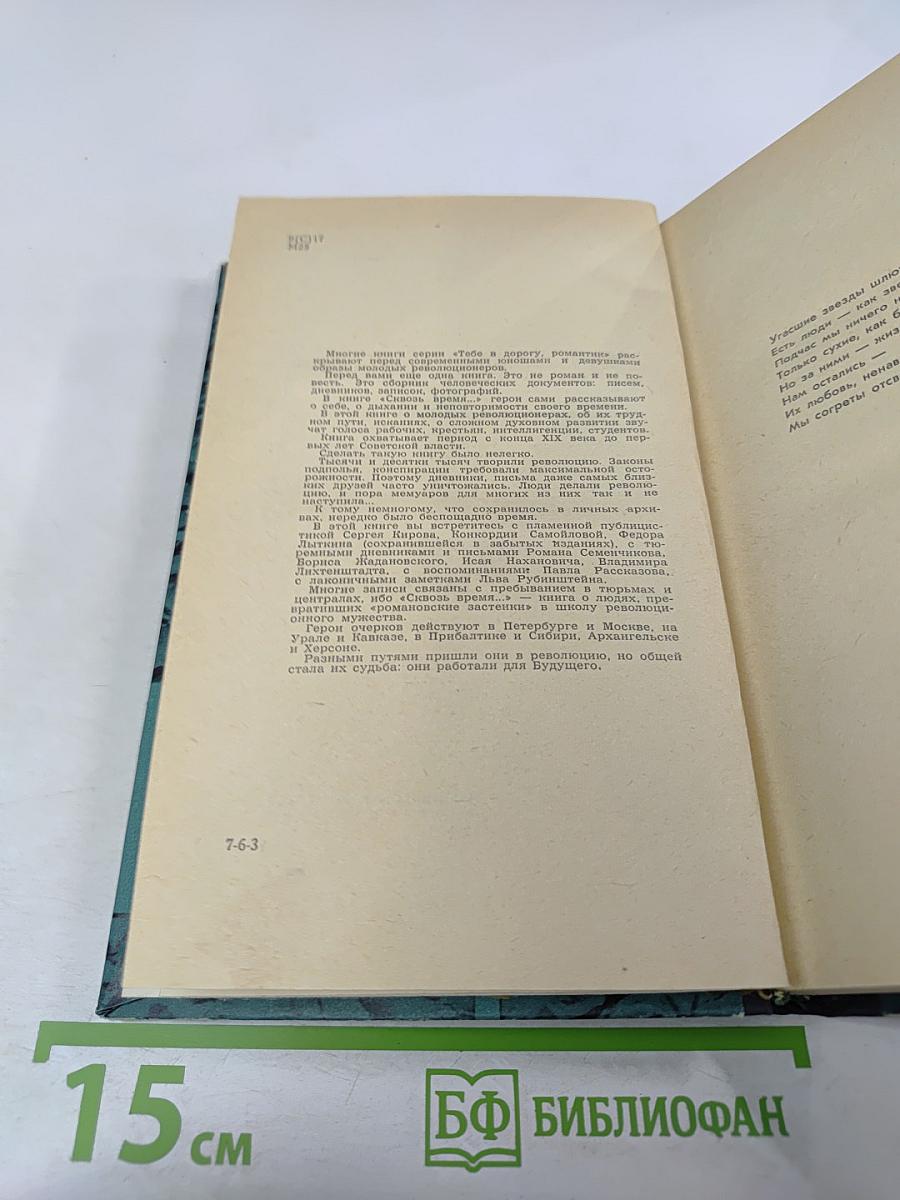 9(С)17
М28
Многие книги серии «Тебе в дорогу, романтик» рас-
крывают перед современными юношами и девушками
образы молодых революционеров.
Перед вами еще одна книга. Это не роман и не по-
весть. Это сборник человеческих документов: писем,
дневников, записок, фотографий.
В книге «Сквозь время...» герои сами рассказывают
о себе, о дыхании и неповторимости своего времени.
В этой книге о молодых революционерах, об их труд-
ном пути, исканиях, о сложном духовном развитии зву-
чат голоса рабочих, крестьян, интеллигенции, студентов.
Книга охватывает период с конца XIX века до пер-
вых лет Советской власти.
Сделать такую книгу было нелегко.
Тысячи и десятки тысяч творили революцию. Законы
подполья, конспирации требовали максимальной осто-
рожности. Поэтому дневники, письма даже самых близ-
ких друзей часто уничтожались. Люди делали револю-
цию, и пора мемуаров для многих из них так и не
наступила...
К тому немногому, что сохранилось в личных архи-
вах, нередко было беспощадно время.
В этой книге вы встретитесь с пламенной публицис-
тикой Сергея Кирова, Конкордии Самойловой, Федора
Лыткина (сохранившейся в забытых изданиях), с тю-
ремными дневниками и письмами Романа Семенчикова,
Бориса Жадановского, Исая Нахановича, Владимира
Лихтенштадта, с воспоминаниями Павла Рассказова,
с лаконичными заметками Льва Рубинштейна.
Многие записи связаны с пребыванием в тюрьмах и
централах, ибо «Сквозь время...» — книга о людях, пре-
вративших «романовские застенки» в школу революци-
онного мужества.
Герои очерков действуют в Петербурге и Москве, на
Урале и Кавказе, в Прибалтике и Сибири, Архангельске
и Херсоне.
Разными путями пришли они в революцию, но общей
стала их судьба: они работали для Будущего.
7-6-3
Угасшие звезды шлю
Есть люди — как зве
Подчас мы ничего н
Только сухие, как б
Но за ними — жиз
Нам остались —
Их любовь, ненав
Мы согреты отсв
15 см
БФ БИБЛИОФАН